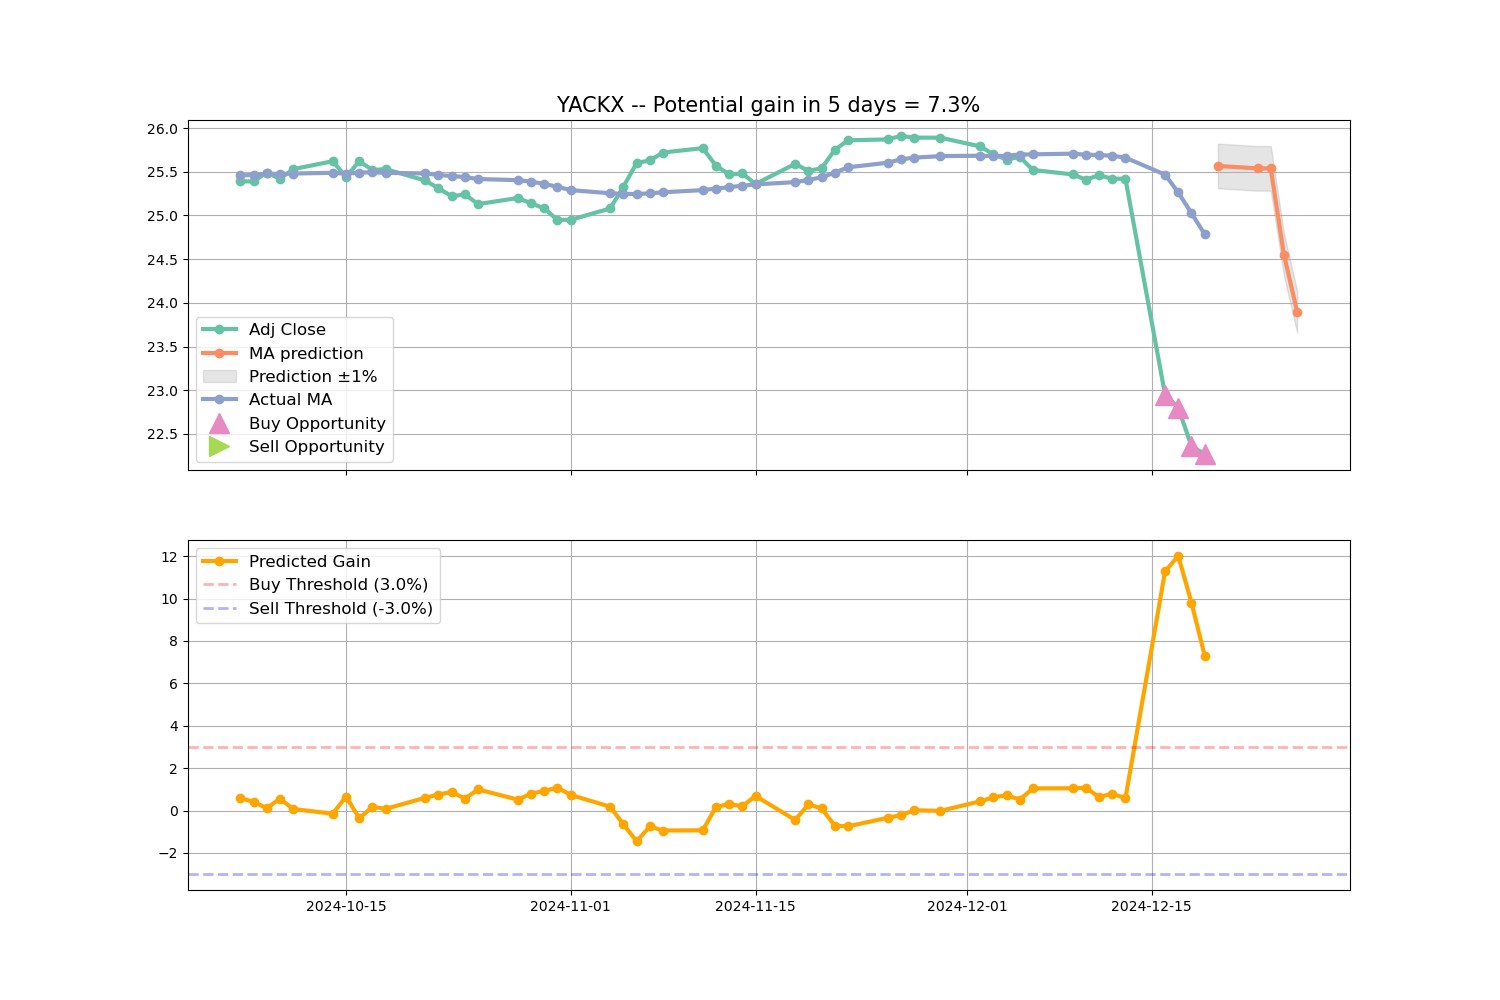 YACKX -- Potential gain in 5 days = 7.3%
26.0
25.5
25.0
24.5
24.0
23.5
23.0
22.5
Adj Close
MA prediction
Prediction ±1%
Actual MA
Buy Opportunity
Sell Opportunity
12
10
8
6
4
2
0
−2
Predicted Gain
Buy Threshold (3.0%)
Sell Threshold (-3.0%)
2024-10-15
2024-11-01
2024-11-15
2024-12-01
2024-12-15